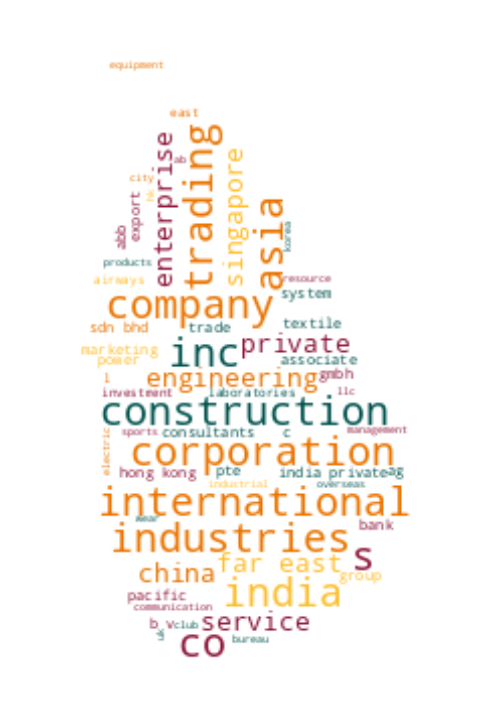 equipment
east
trading
enterprise
ab
singapore
city
hk
export
asia
korea
abb
products
airways
resource
system
company
sdn bhd
trade
textile
inc
private
marketing
power
associate
engineering
gmbh
l
investment
laboratories
llc
construction
electric
sports
consultants
c
management
corporation
hong kong
pte
india private
ag
industrial
overseas
international
wear
bank
industries
s
far east
china
group
india
pacific
communication
b v
club
service
uk
co
bureau